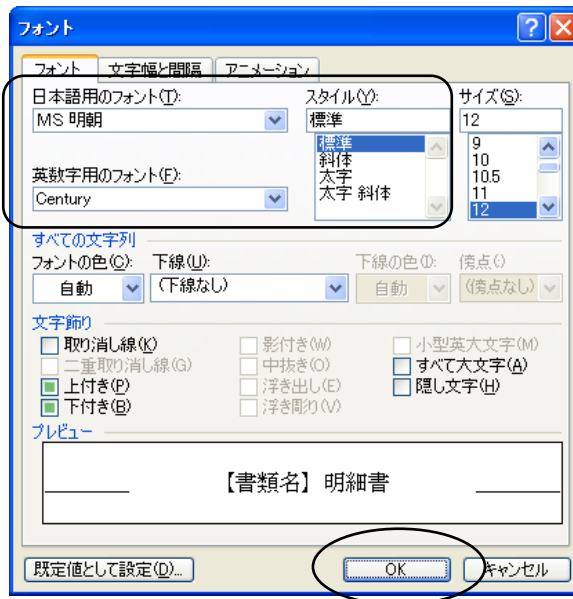 フォント
フォント 文字幅と間隔 アニメーション
日本語用のフォント(T): スタイル(Y): サイズ(S):
MS 明朝 標準 12
標準 9
斜体 10
太字 10.5
太字 斜体 11
12
英数字用のフォント(F):
Century
すべての文字列
フォントの色(C): 下線(U): 下線の色(I): 傍点(:)
自動 (下線なし) 自動 (傍点なし)
文字飾り
取り消し線(K) 影付き(W) 小型英大文字(M)
二重取り消し線(G) 中抜き(O) すべて大文字(A)
上付き(P) 浮き出し(E) 隠し文字(H)
下付き(B) 浮き彫り(V)
プレビュー
【書類名】明細書
既定値として設定(D)... OK キャンセル